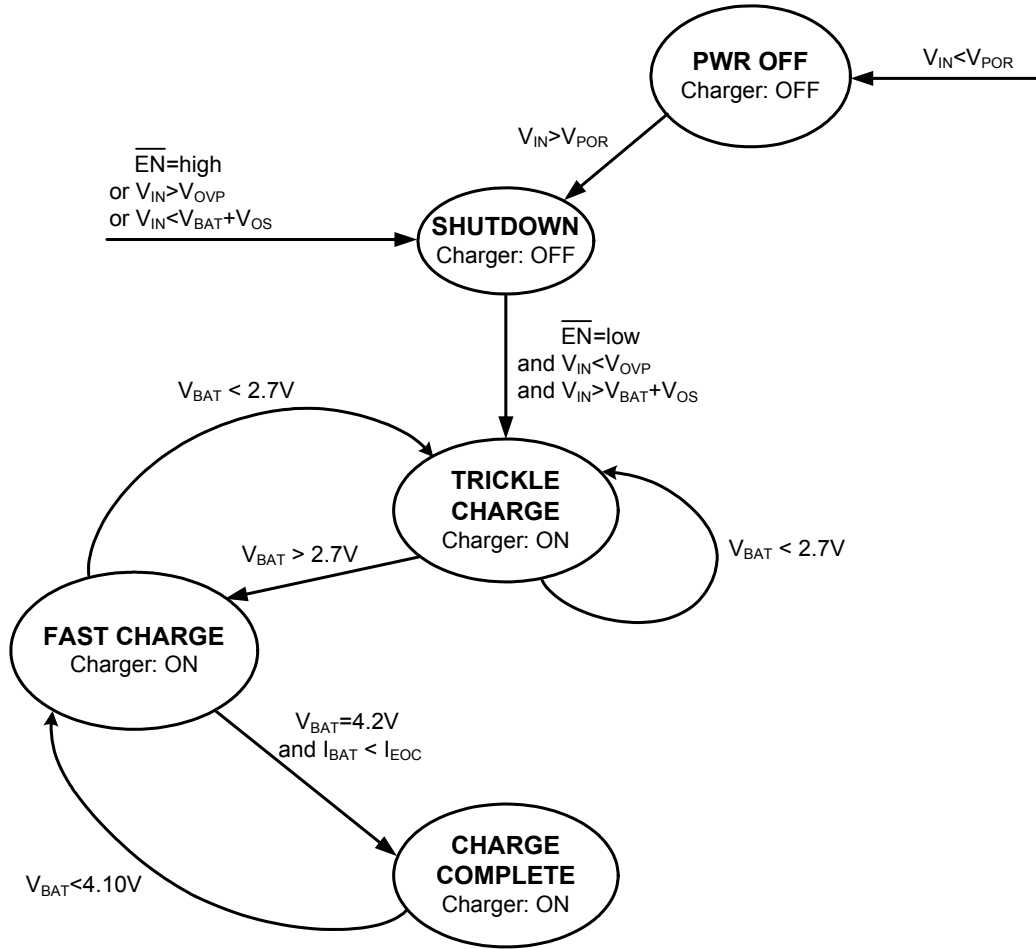 PWR OFF
Charger: OFF
V_IN<V_POR
V_IN>V_POR
E̅N̅=high
or V_IN>V_OVP
or V_IN<V_BAT+V_OS
SHUTDOWN
Charger: OFF
E̅N̅=low
and V_IN<V_OVP
and V_IN>V_BAT+V_OS
V_BAT < 2.7V
TRICKLE
CHARGE
Charger: ON
V_BAT > 2.7V
V_BAT < 2.7V
FAST CHARGE
Charger: ON
V_BAT=4.2V
and I_BAT < I_EOC
CHARGE
COMPLETE
Charger: ON
V_BAT<4.10V